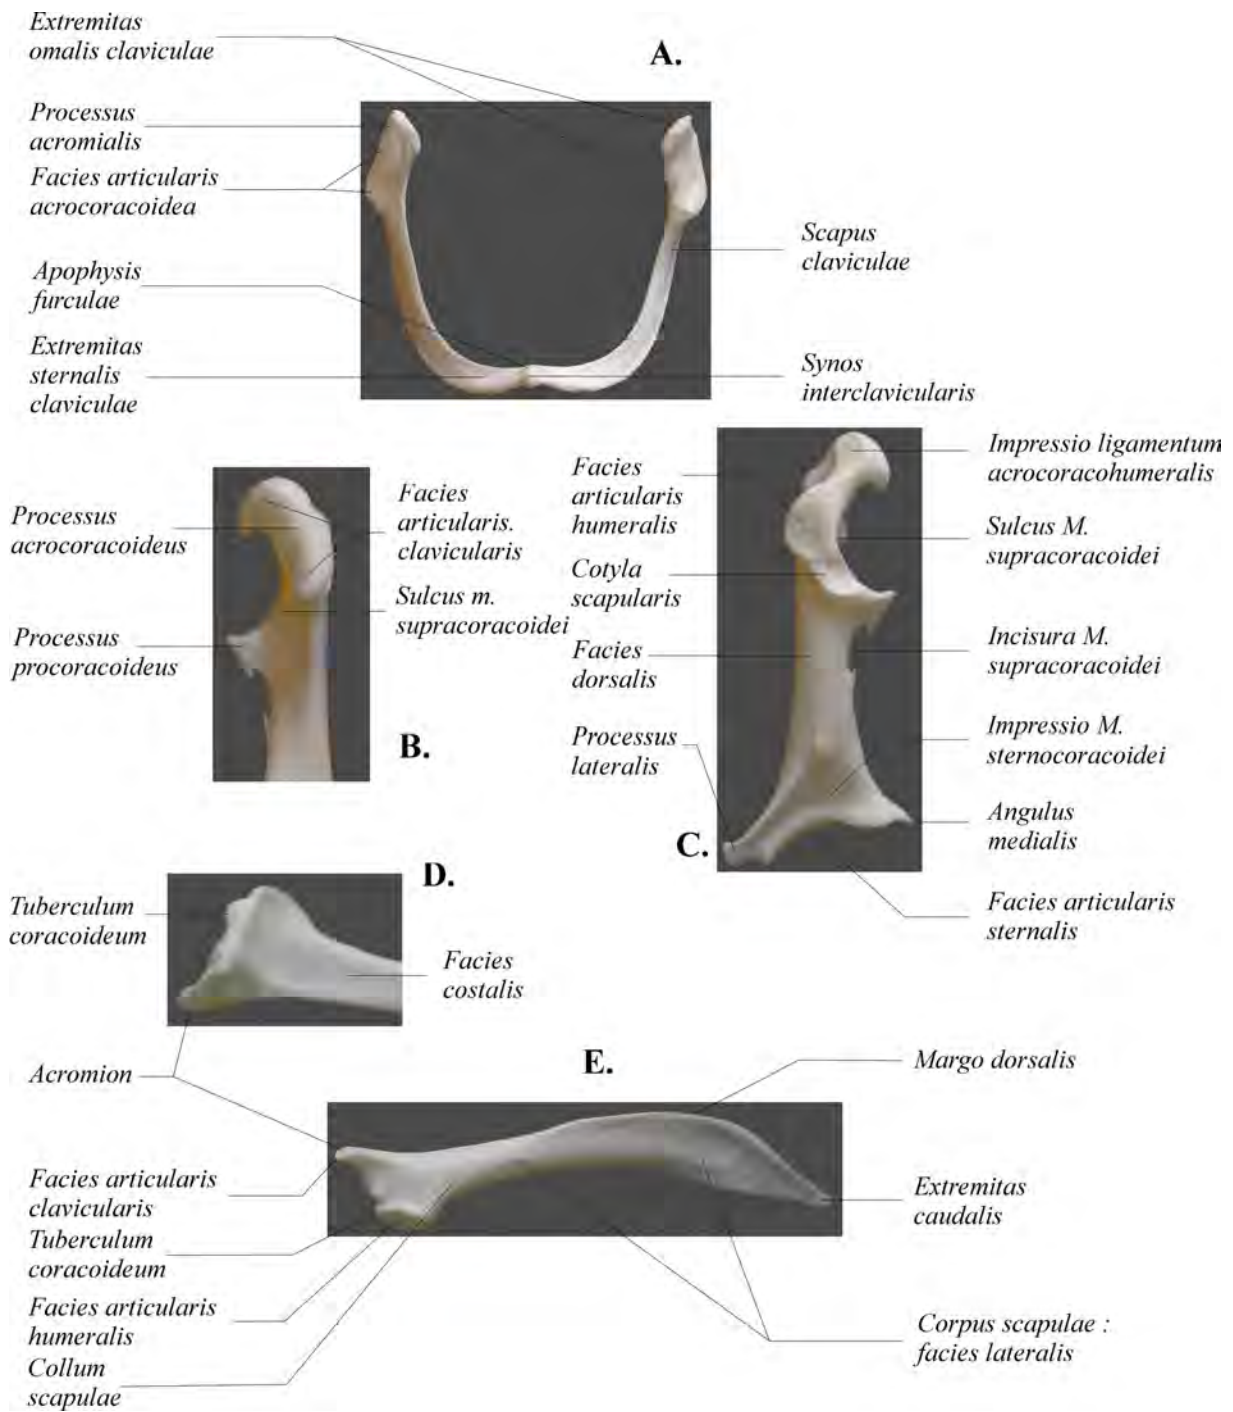 Extremitas
omalis claviculae
A.
Processus
acromialis
Facies articularis
acrocoracoidea
Scapus
claviculae
Apophysis
furculae
Extremitas
sternalis
claviculae
Synos
interclavicularis
Processus
acrocoracoideus
Facies
articularis.
clavicularis
Sulcus m.
supracoracoidei
Processus
procoracoideus
B.
Facies
articularis
humeralis
Impressio ligamentum
acrocoracohumeralis
Sulcus M.
supracoracoidei
Cotyla
scapularis
Facies
dorsalis
Incisura M.
supracoracoidei
Processus
lateralis
Impressio M.
sternocoracoidei
Angulus
medialis
C.
Facies articularis
sternalis
D.
Tuberculum
coracoideum
Facies
costalis
Acromion
E.
Margo dorsalis
Facies articularis
clavicularis
Tuberculum
coracoideum
Facies articularis
humeralis
Collum
scapulae
Extremitas
caudalis
Corpus scapulae :
facies lateralis